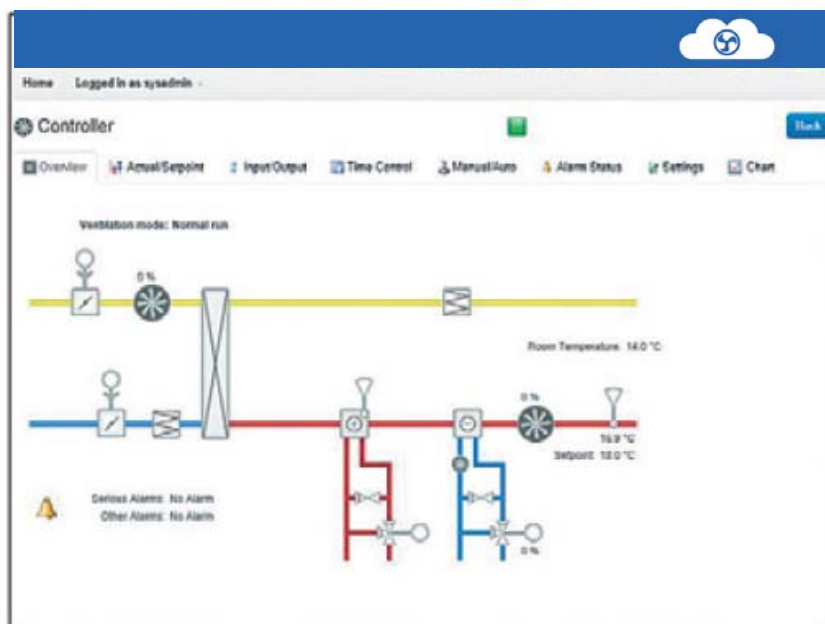 Home Logged in as sysadmin
Controller
Back
Overview Actual/Setpoint Input/Output Time Control Manual/Auto Alarm Status Settings Chart
Ventilation mode: Normal run
0 %
Room Temperature: 14.0 °C
0 %
°C
Setpoint: 18.0 °C
Serious Alarms: No Alarm
Other Alarms: No Alarm
0 %